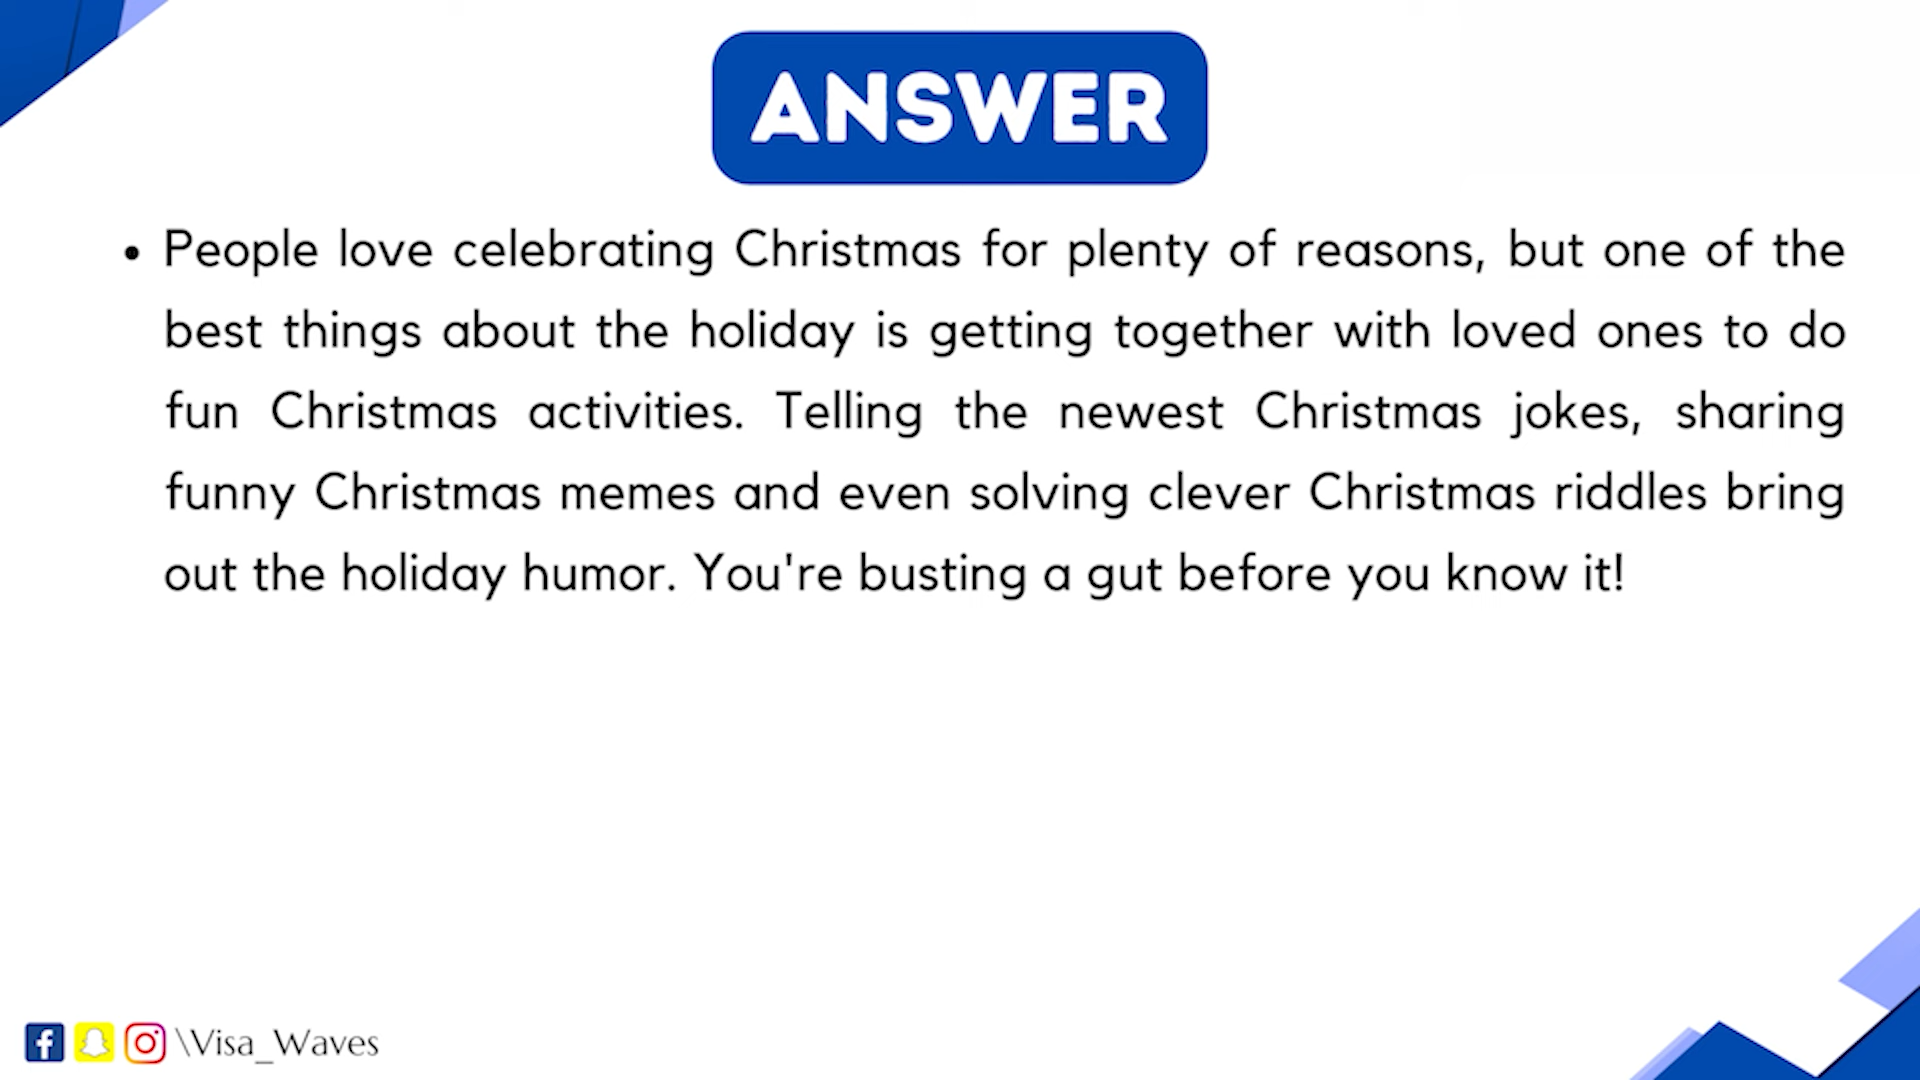 ANSWER
• People love celebrating Christmas for plenty of reasons, but one of the
best things about the holiday is getting together with loved ones to do
fun Christmas activities. Telling the newest Christmas jokes, sharing
funny Christmas memes and even solving clever Christmas riddles bring
out the holiday humor. You're busting a gut before you know it!
\Visa_Waves